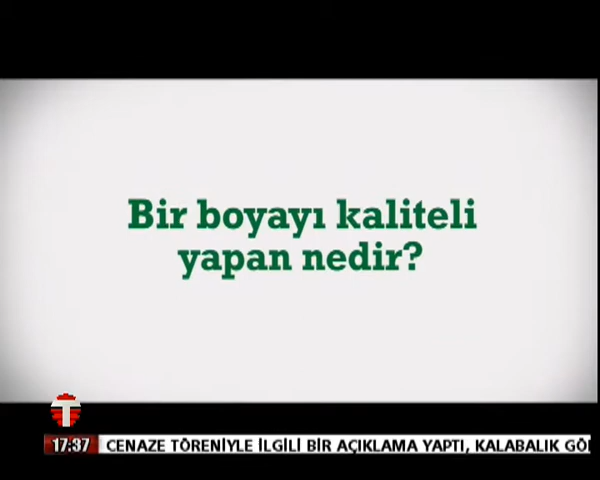 Bir boyayı kaliteli
yapan nedir?
T
17:37 CENAZE TÖRENİYLE İLGİLİ BİR AÇIKLAMA YAPTI, KALABALIK